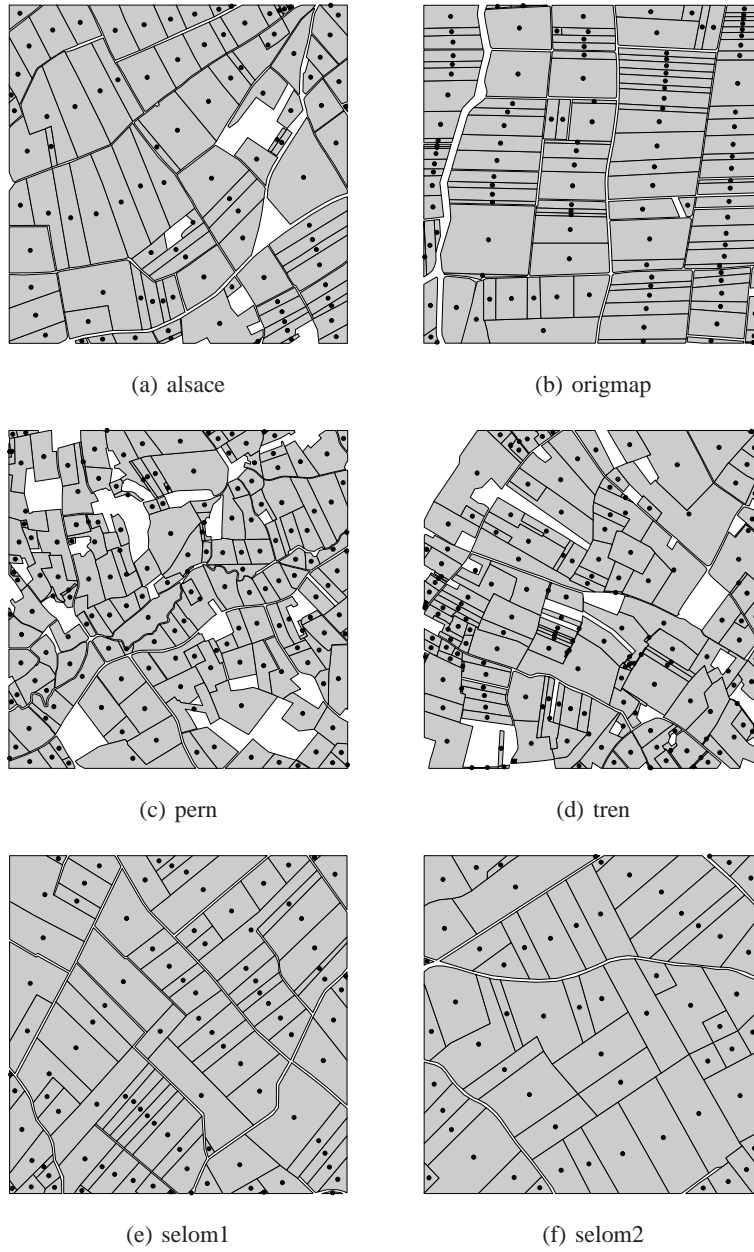 (a) alsace
(b) origmap
(c) pern
(d) tren
(e) selom1
(f) selom2